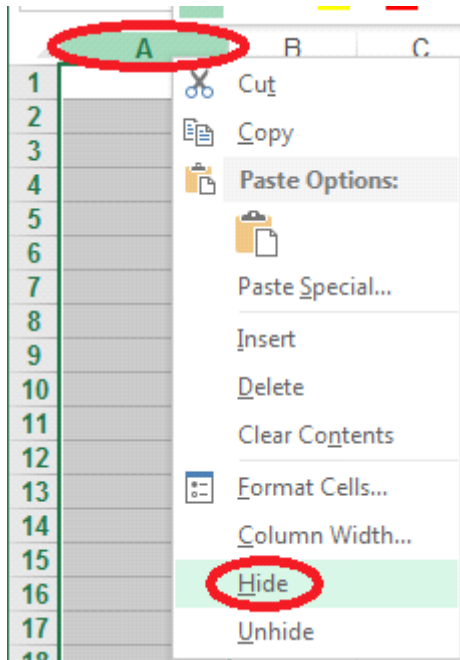 A B C
1
2
3
4
5
6
7
8
9
10
11
12
13
14
15
16
17
18
Cut
Copy
Paste Options:
Paste Special...
Insert
Delete
Clear Contents
Format Cells...
Column Width...
Hide
Unhide